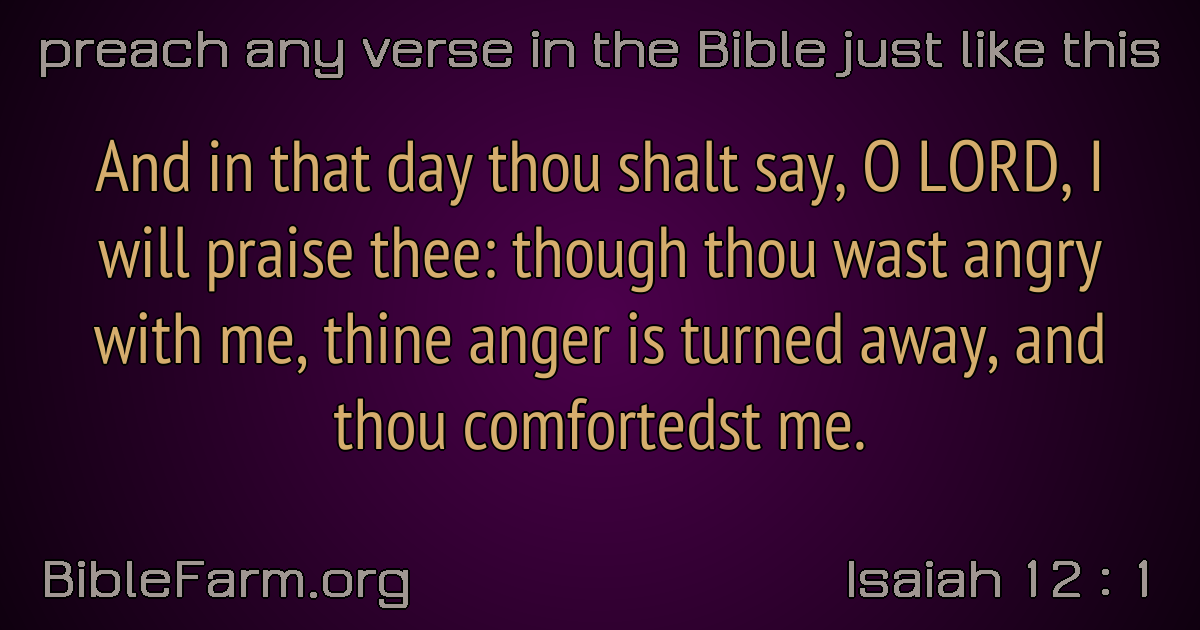 preach any verse in the Bible just like this
And in that day thou shalt say, O LORD, I
will praise thee: though thou wast angry
with me, thine anger is turned away, and
thou comfortedst me.
BibleFarm.org
Isaiah 12 : 1